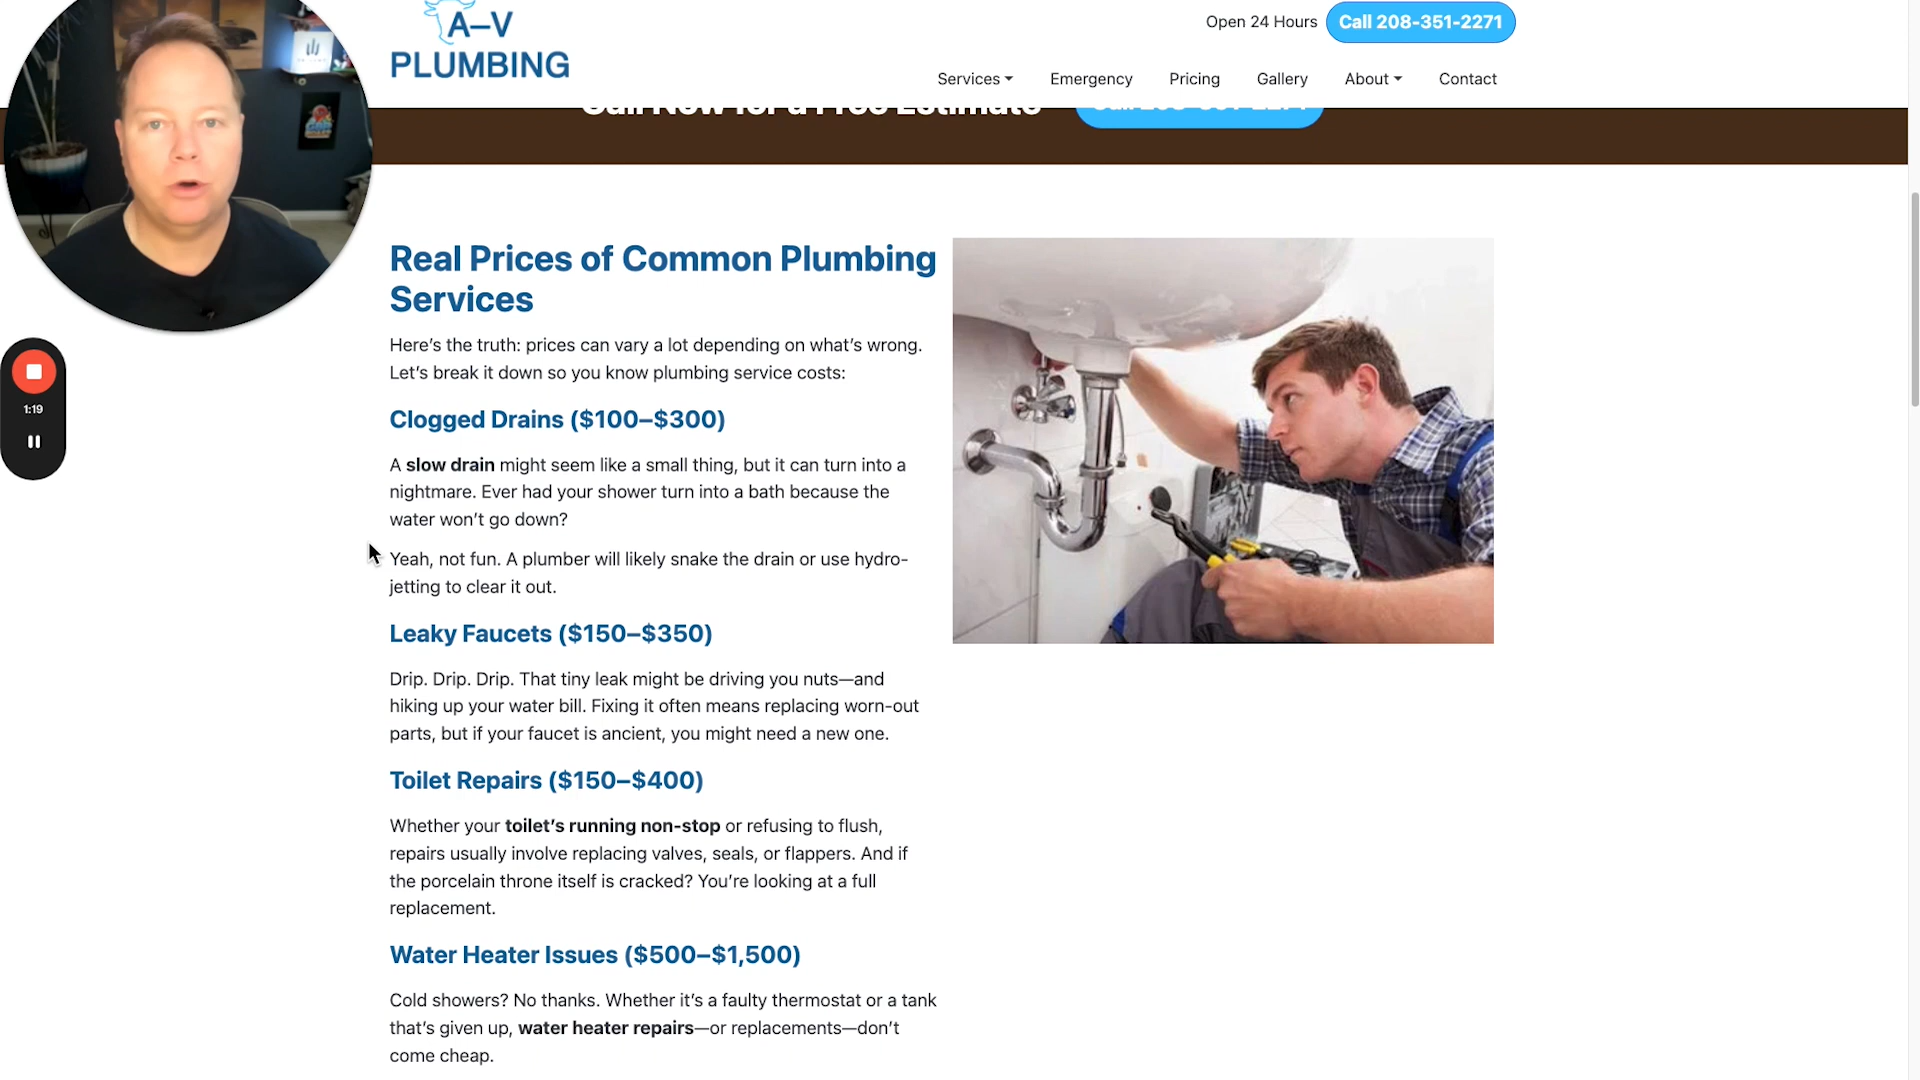 A–V
PLUMBING
Open 24 Hours
Call 208-351-2271
Services
Emergency
Pricing
Gallery
About
Contact
Call Now for a Free Estimate
Call 208-351-2271
1:19
Real Prices of Common Plumbing
Services
Here’s the truth: prices can vary a lot depending on what’s wrong.
Let’s break it down so you know plumbing service costs:
Clogged Drains ($100–$300)
A slow drain might seem like a small thing, but it can turn into a
nightmare. Ever had your shower turn into a bath because the
water won’t go down?
Yeah, not fun. A plumber will likely snake the drain or use hydro-
jetting to clear it out.
Leaky Faucets ($150–$350)
Drip. Drip. Drip. That tiny leak might be driving you nuts—and
hiking up your water bill. Fixing it often means replacing worn-out
parts, but if your faucet is ancient, you might need a new one.
Toilet Repairs ($150–$400)
Whether your toilet’s running non-stop or refusing to flush,
repairs usually involve replacing valves, seals, or flappers. And if
the porcelain throne itself is cracked? You’re looking at a full
replacement.
Water Heater Issues ($500–$1,500)
Cold showers? No thanks. Whether it’s a faulty thermostat or a tank
that’s given up, water heater repairs—or replacements—don’t
come cheap.